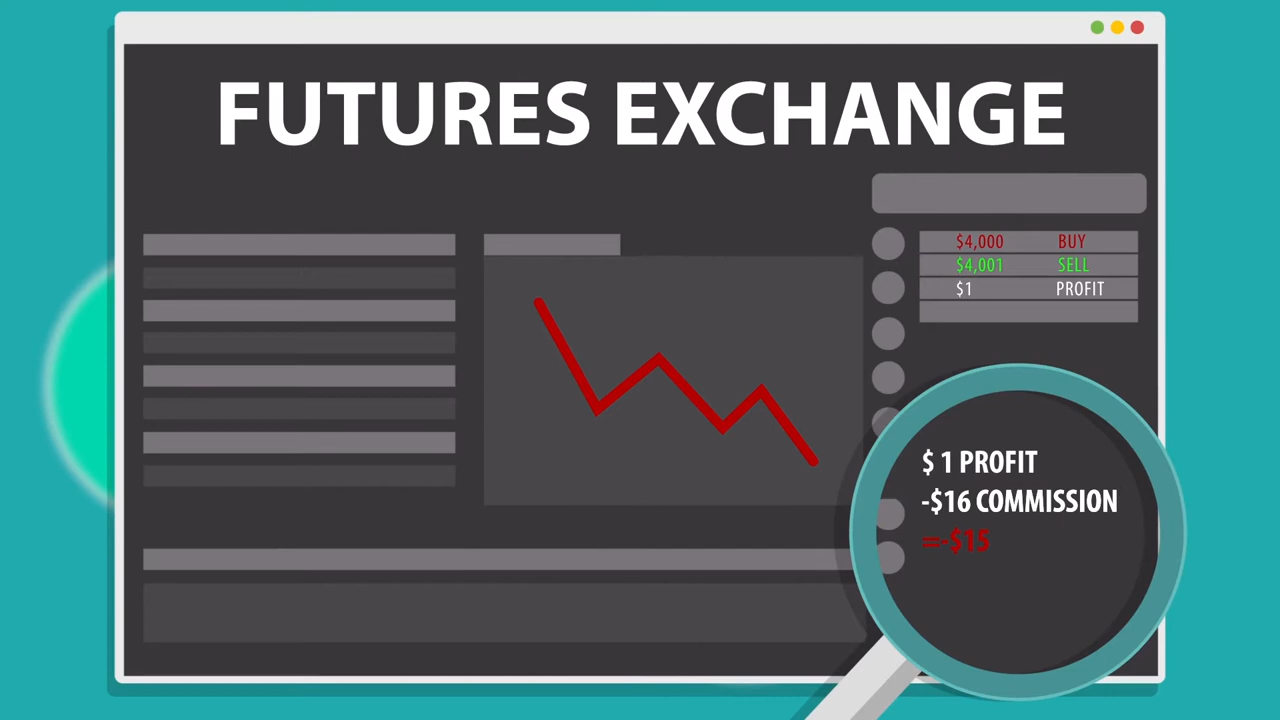 FUTURES EXCHANGE
$4,000 BUY
$4,001 SELL
$1 PROFIT
$ 1 PROFIT
-$16 COMMISSION
=-$15